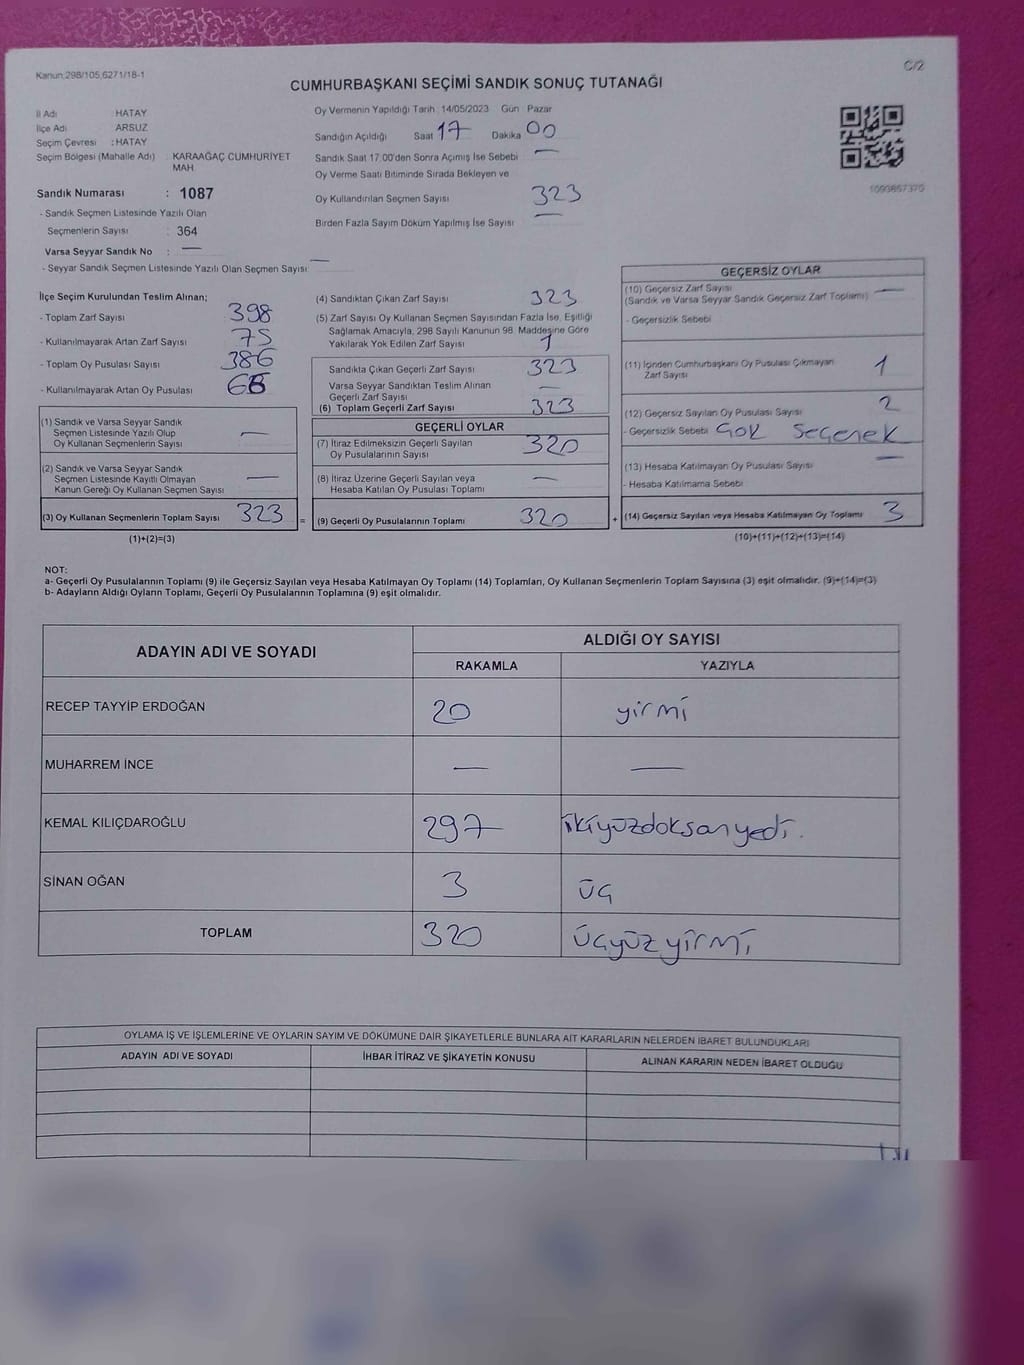 Kanun;298/105,6271/18-1
C/2
CUMHURBAŞKANI SEÇİMİ SANDIK SONUÇ TUTANAĞI
İl Adı : HATAY
İlçe Adı : ARSUZ
Seçim Çevresi : HATAY
Seçim Bölgesi (Mahalle Adı) : KARAAĞAÇ CUMHURİYET
MAH
Sandık Numarası : 1087
- Sandık Seçmen Listesinde Yazılı Olan
Seçmenlerin Sayısı : 364
Varsa Seyyar Sandık No : —
- Seyyar Sandık Seçmen Listesinde Yazılı Olan Seçmen Sayısı: —
Oy Vermenin Yapıldığı Tarih : 14/05/2023 Gün Pazar
Sandığın Açıldığı Saat 17 Dakika 00
Sandık Saat 17.00'den Sonra Açımış İse Sebebi —
Oy Verme Saati Bitiminde Sırada Bekleyen ve
Oy Kullandırılan Seçmen Sayısı 323
Birden Fazla Sayım Döküm Yapılmış İse Sayısı —
1093867370
İlçe Seçim Kurulundan Teslim Alınan;
- Toplam Zarf Sayısı 398
- Kullanılmayarak Artan Zarf Sayısı 75
- Toplam Oy Pusulası Sayısı 386
- Kullanılmayarak Artan Oy Pusulası
(1) Sandık ve Varsa Seyyar Sandık
Seçmen Listesinde Yazılı Olup
Oy Kullanan Seçmenlerin Sayısı —
(2) Sandık ve Varsa Seyyar Sandık
Seçmen Listesinde Kayıtlı Olmayan
Kanun Gereği Oy Kullanan Seçmen Sayısı —
(3) Oy Kullanan Seçmenlerin Toplam Sayısı 323 =
(1)+(2)=(3)
(4) Sandıktan Çıkan Zarf Sayısı 323
(5) Zarf Sayısı Oy Kullanan Seçmen Sayısından Fazla İse, Eşitliği
Sağlamak Amacıyla, 298 Sayılı Kanunun 98. Maddesine Göre
Yakılarak Yok Edilen Zarf Sayısı 1
Sandıkta Çıkan Geçerli Zarf Sayısı 323
Varsa Seyyar Sandıktan Teslim Alınan
Geçerli Zarf Sayısı —
(6) Toplam Geçerli Zarf Sayısı 323
GEÇERLİ OYLAR
(7) İtiraz Edilmeksizin Geçerli Sayılan
Oy Pusulalarının Sayısı 320
(8) İtiraz Üzerine Geçerli Sayılan veya
Hesaba Katılan Oy Pusulası Toplamı —
(9) Geçerli Oy Pusulalarının Toplamı 320 +
GEÇERSİZ OYLAR
(10) Geçersiz Zarf Sayısı
(Sandık ve Varsa Seyyar Sandık Geçersiz Zarf Toplamı) —
- Geçersizlik Sebebi
(11) İçinden Cumhurbaşkanı Oy Pusulası Çıkmayan
Zarf Sayısı 1
(12) Geçersiz Sayılan Oy Pusulası Sayısı 2
- Geçersizlik Sebebi Çok Seçenek
(13) Hesaba Katılmayan Oy Pusulası Sayısı —
- Hesaba Katılmama Sebebi
(14) Geçersiz Sayılan veya Hesaba Katılmayan Oy Toplamı 3
(10)+(11)+(12)+(13)=(14)
NOT:
a- Geçerli Oy Pusulalarının Toplamı (9) ile Geçersiz Sayılan veya Hesaba Katılmayan Oy Toplamı (14) Toplamları, Oy Kullanan Seçmenlerin Toplam Sayısına (3) eşit olmalıdır. (9)+(14)=(3)
b- Adayların Aldığı Oyların Toplamı, Geçerli Oy Pusulalarının Toplamına (9) eşit olmalıdır.
ADAYIN ADI VE SOYADI
ALDIĞI OY SAYISI
RAKAMLA YAZIYLA
RECEP TAYYİP ERDOĞAN 20 yirmi
MUHARREM İNCE — —
KEMAL KILIÇDAROĞLU 297 ikiyüzdoksanyedi.
SİNAN OĞAN 3 üç
TOPLAM 320 üçyüzyirmi
OYLAMA İŞ VE İŞLEMLERİNE VE OYLARIN SAYIM VE DÖKÜMÜNE DAİR ŞİKAYETLERLE BUNLARA AİT KARARLARIN NELERDEN İBARET BULUNDUKLARI
ADAYIN ADI VE SOYADI İHBAR İTİRAZ VE ŞİKAYETİN KONUSU ALINAN KARARIN NEDEN İBARET OLDUĞU